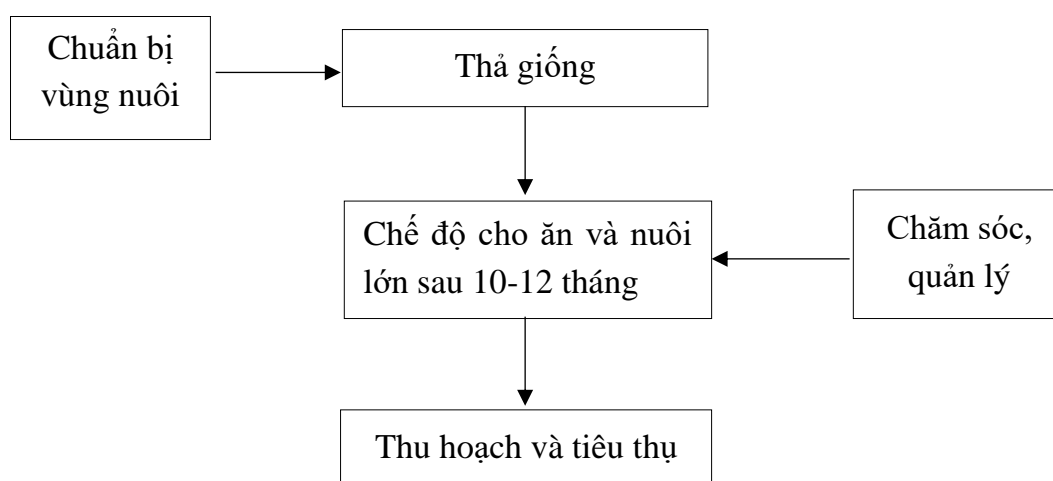 Chuẩn bị
vùng nuôi
Thả giống
Chế độ cho ăn và nuôi
lớn sau 10-12 tháng
Chăm sóc,
quản lý
Thu hoạch và tiêu thụ